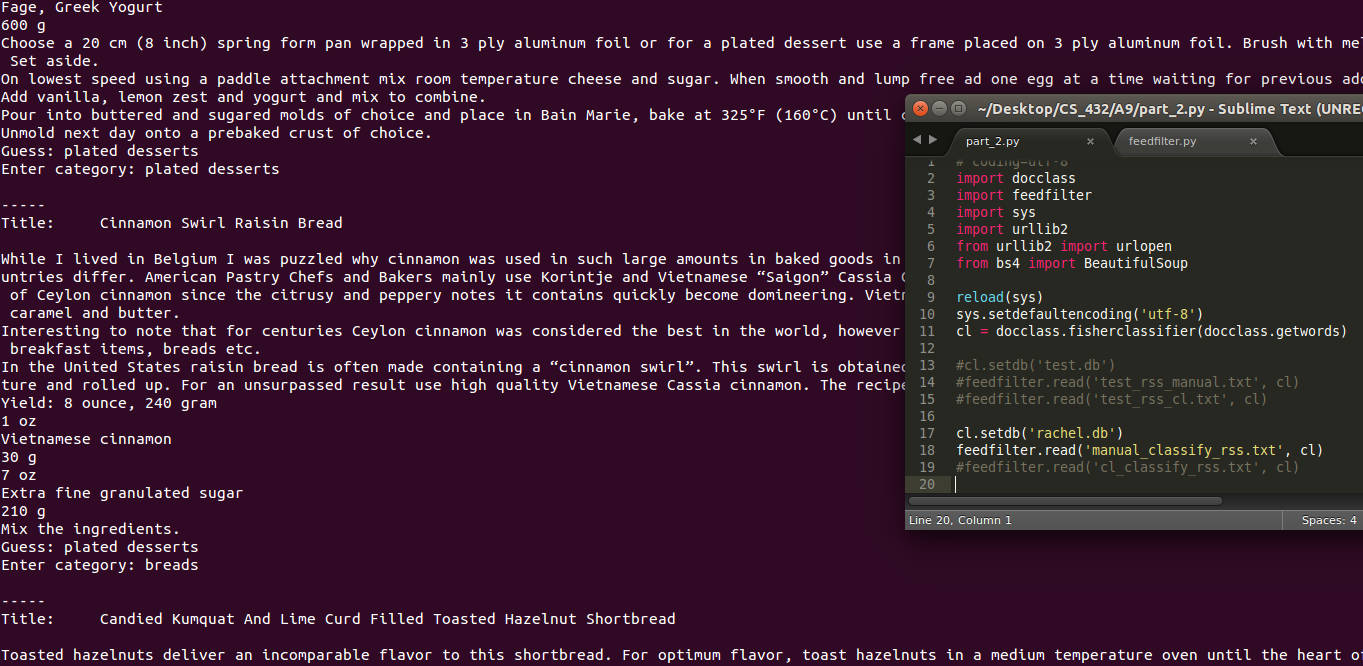 Fage, Greek Yogurt
600 g
Choose a 20 cm (8 inch) spring form pan wrapped in 3 ply aluminum foil or for a plated dessert use a frame placed on 3 ply aluminum foil. Brush with
Set aside.
On lowest speed using a paddle attachment mix room temperature cheese and sugar. When smooth and lump free ad one egg at a time waiting for previous
Add vanilla, lemon zest and yogurt and mix to combine.
Pour into buttered and sugared molds of choice and place in Bain Marie, bake at 325°F (160°C) until
Unmold next day onto a prebaked crust of choice.
Guess: plated desserts
Enter category: plated desserts
-----
Title: Cinnamon Swirl Raisin Bread
While I lived in Belgium I was puzzled why cinnamon was used in such large amounts in baked goods in
untries differ. American Pastry Chefs and Bakers mainly use Korintje and Vietnamese “Saigon” Cassia
of Ceylon cinnamon since the citrusy and peppery notes it contains quickly become domineering.
caramel and butter.
Interesting to note that for centuries Ceylon cinnamon was considered the best in the world, however
breakfast items, breads etc.
In the United States raisin bread is often made containing a “cinnamon swirl”. This swirl is obtained
ture and rolled up. For an unsurpassed result use high quality Vietnamese Cassia cinnamon. The recipe
Yield: 8 ounce, 240 gram
1 oz
Vietnamese cinnamon
30 g
7 oz
Extra fine granulated sugar
210 g
Mix the ingredients.
Guess: plated desserts
Enter category: breads
-----
Title: Candied Kumquat And Lime Curd Filled Toasted Hazelnut Shortbread
Toasted hazelnuts deliver an incomparable flavor to this shortbread. For optimum flavor, toast hazelnuts in a medium temperature oven until the heart of
~/Desktop/CS_432/A9/part_2.py - Sublime Text (UNREG
part_2.py × feedfilter.py ×
1 # coding=utf-8
2 import docclass
3 import feedfilter
4 import sys
5 import urllib2
6 from urllib2 import urlopen
7 from bs4 import BeautifulSoup
8
9 reload(sys)
10 sys.setdefaultencoding('utf-8')
11 cl = docclass.fisherclassifier(docclass.getwords)
12
13 #cl.setdb('test.db')
14 #feedfilter.read('test_rss_manual.txt', cl)
15 #feedfilter.read('test_rss_cl.txt', cl)
16
17 cl.setdb('rachel.db')
18 feedfilter.read('manual_classify_rss.txt', cl)
19 #feedfilter.read('cl_classify_rss.txt', cl)
20
Line 20, Column 1 Spaces: 4